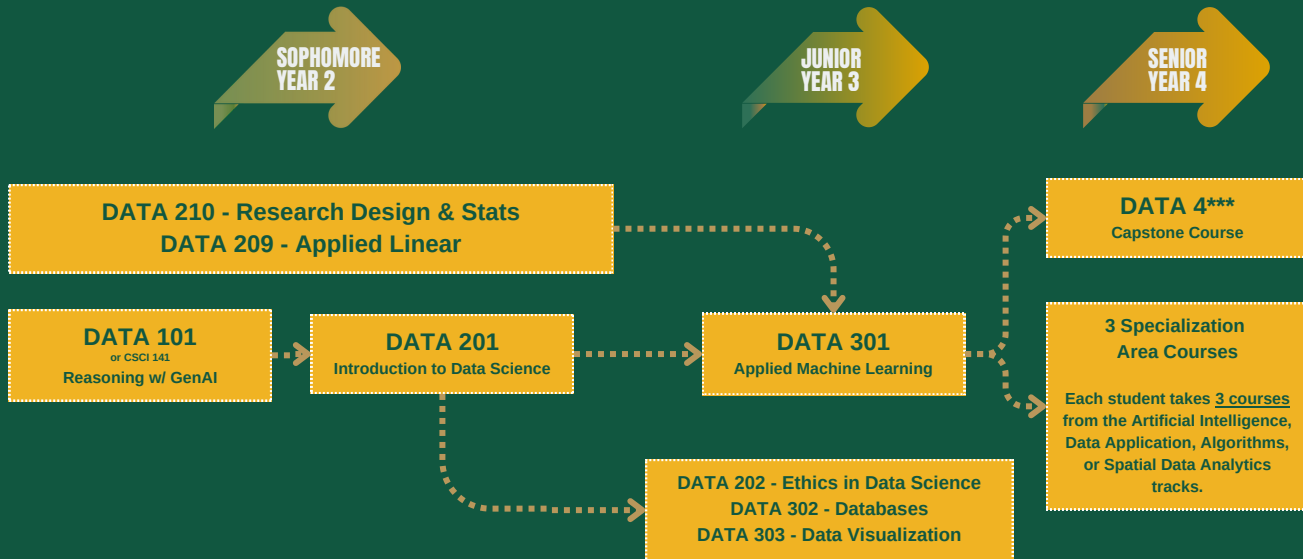 SOPHOMORE
YEAR 2
JUNIOR
YEAR 3
SENIOR
YEAR 4
DATA 210 - Research Design & Stats
DATA 209 - Applied Linear
DATA 4***
Capstone Course
DATA 101
or CSCI 141
Reasoning w/ GenAI
DATA 201
Introduction to Data Science
DATA 301
Applied Machine Learning
3 Specialization
Area Courses
Each student takes 3 courses
from the Artificial Intelligence,
Data Application, Algorithms,
or Spatial Data Analytics
tracks.
DATA 202 - Ethics in Data Science
DATA 302 - Databases
DATA 303 - Data Visualization